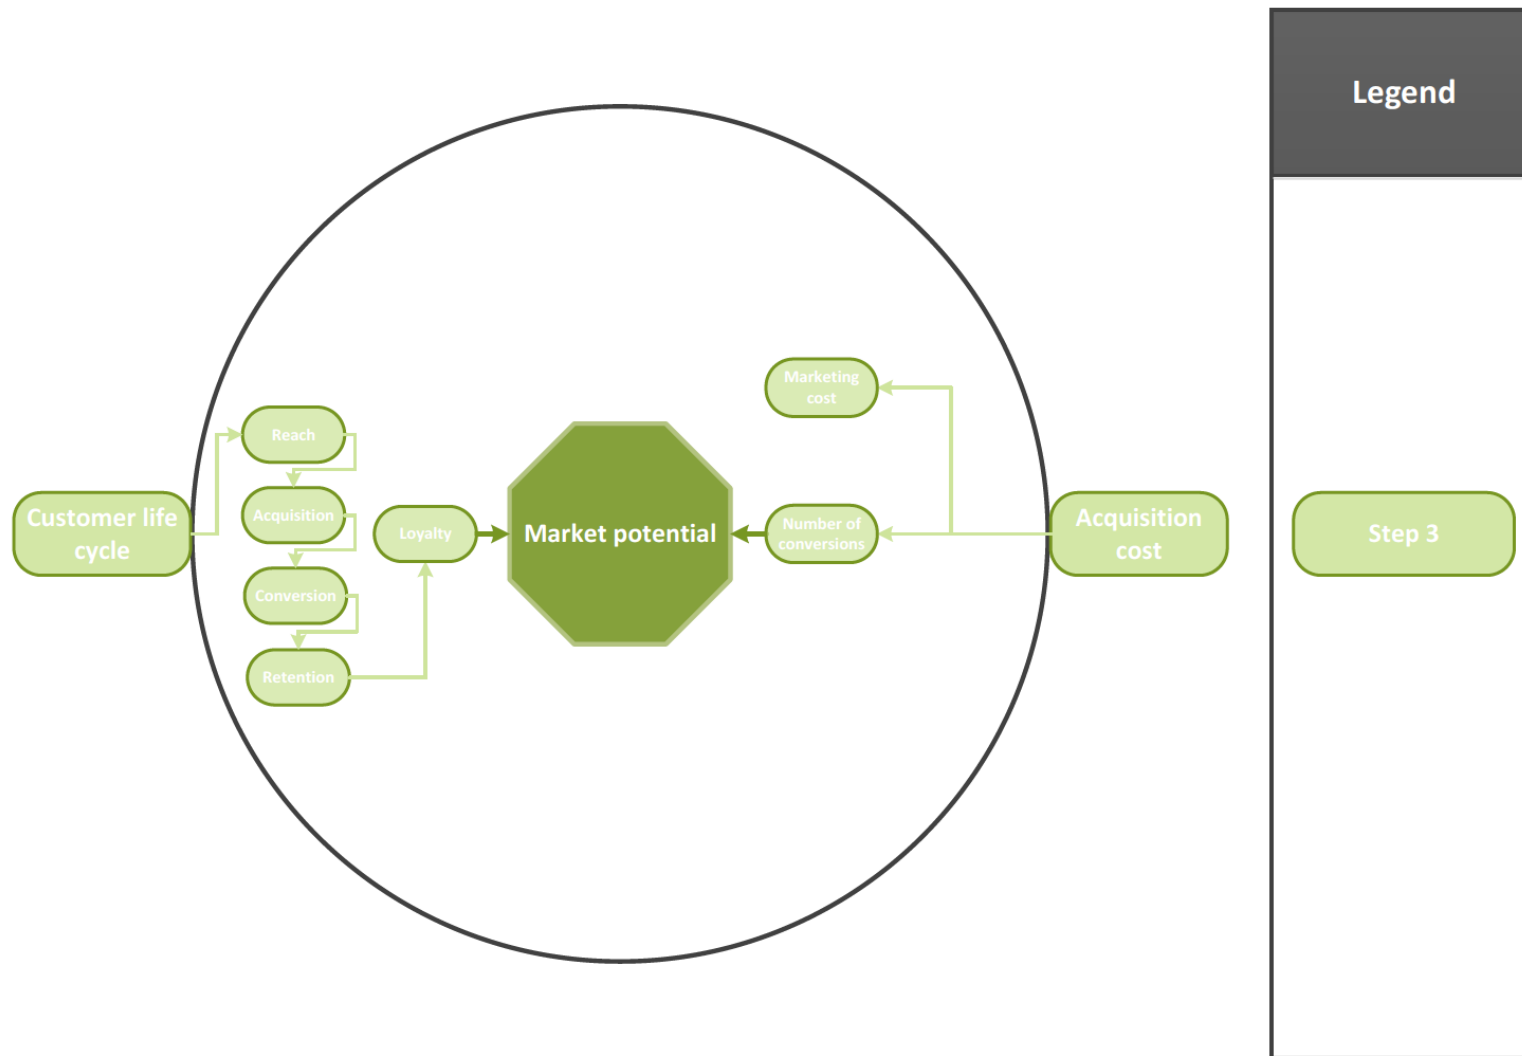 Legend
Customer life
cycle
Reach
Acquisition
Conversion
Retention
Loyalty
Market potential
Marketing
cost
Number of
conversions
Acquisition
cost
Step 3